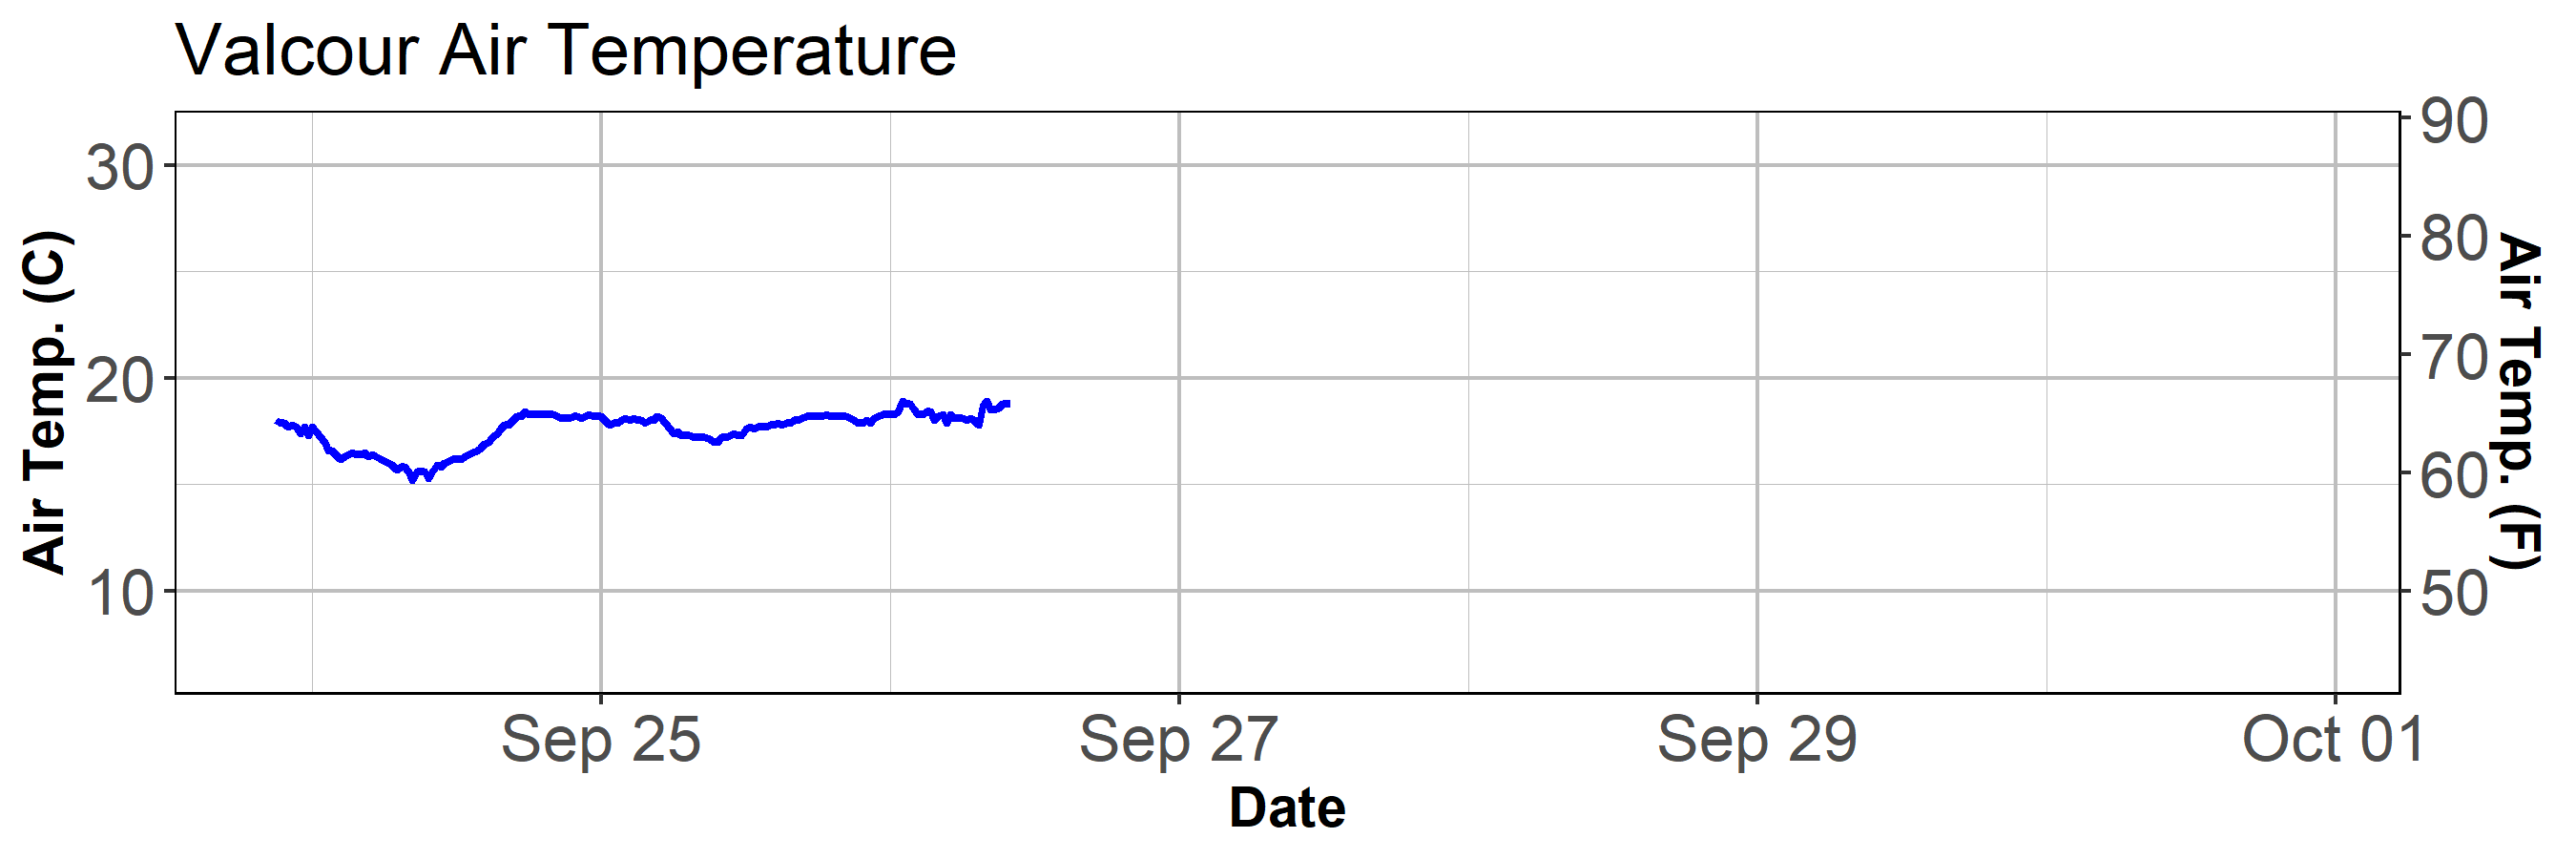 Valcour Air Temperature
Air Temp. (C)
30
20
10
90
80
70
60
50
Air Temp. (F)
Sep 25
Sep 27
Sep 29
Oct 01
Date